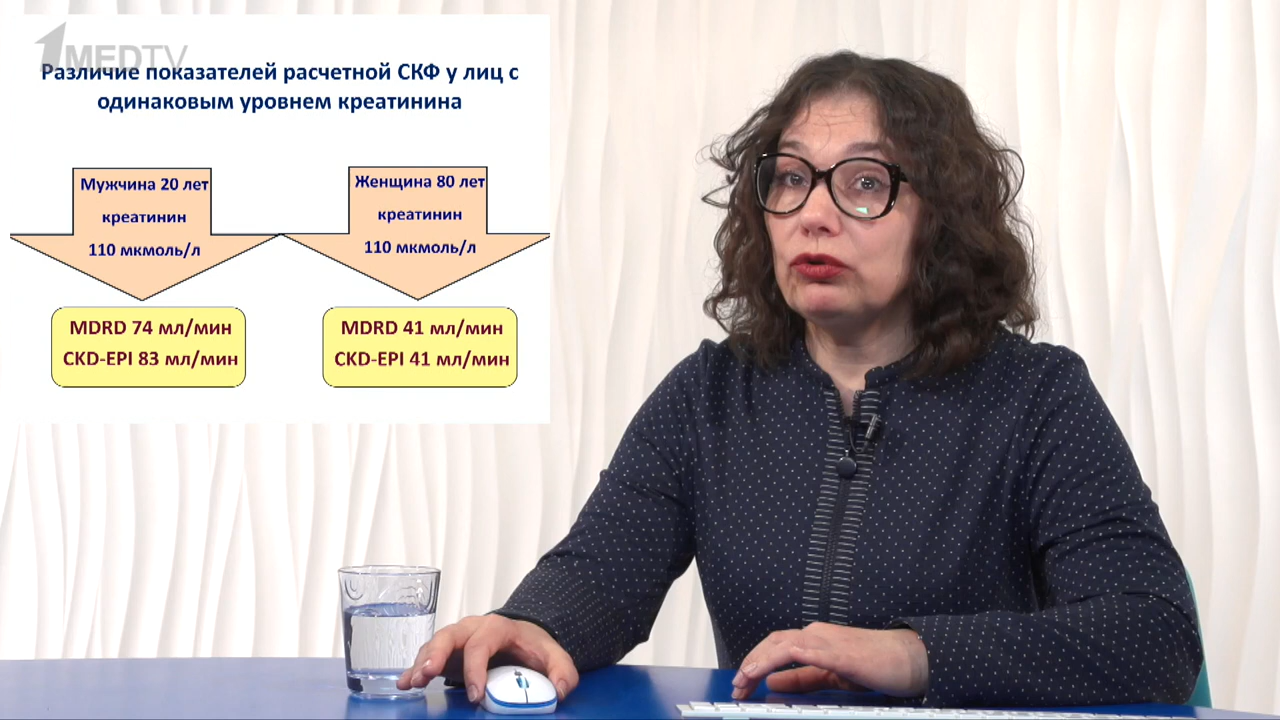 1MEDTV
Различие показателей расчетной СКФ у лиц с
одинаковым уровнем креатинина
Мужчина 20 лет
креатинин
110 мкмоль/л
MDRD 74 мл/мин
CKD-EPI 83 мл/мин
Женщина 80 лет
креатинин
110 мкмоль/л
MDRD 41 мл/мин
CKD-EPI 41 мл/мин